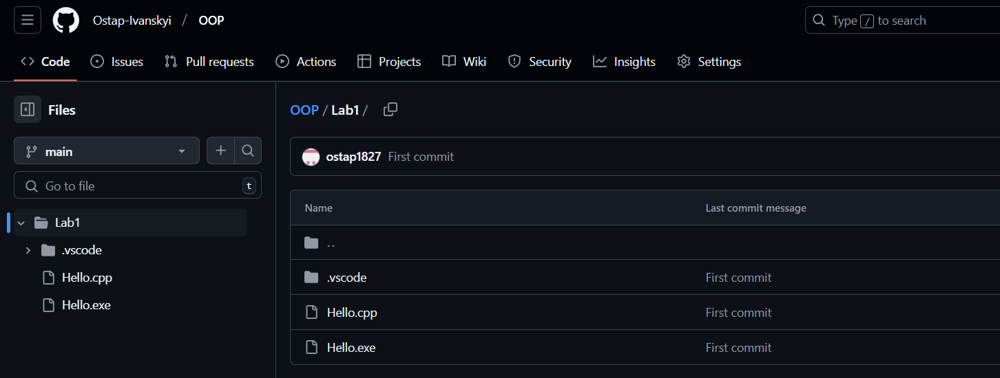 Ostap-Ivanskyi / OOP
Type / to search
Code Issues Pull requests Actions Projects Wiki Security Insights Settings
Files
main
Go to file t
Lab1
.vscode
Hello.cpp
Hello.exe
OOP / Lab1 /
ostap1827 First commit
Name Last commit message
..
.vscode First commit
Hello.cpp First commit
Hello.exe First commit